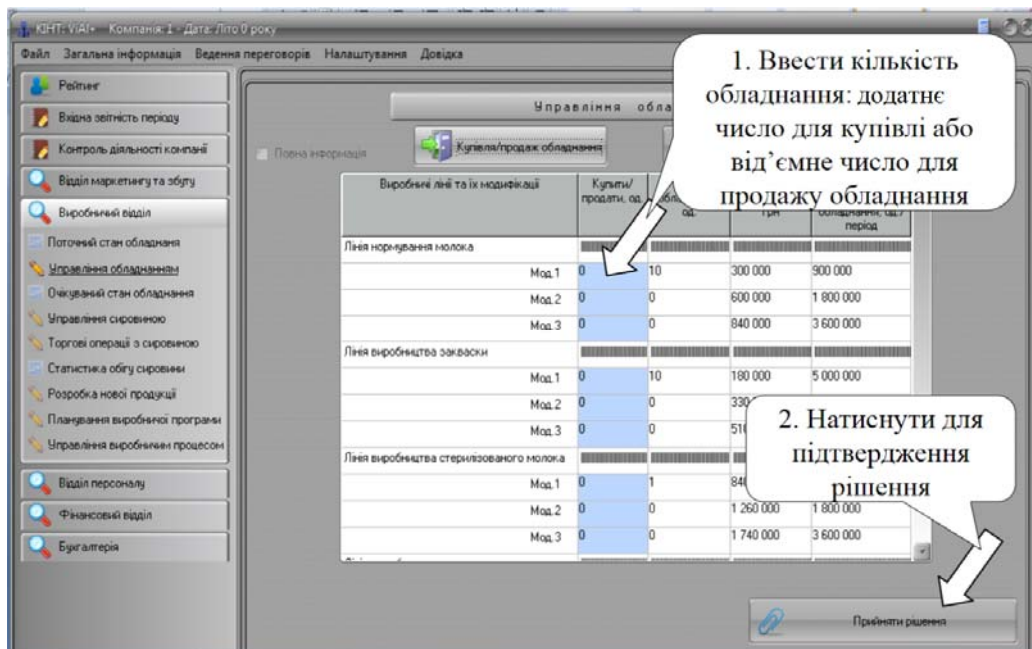 КІНТ: VIAI+ Компанія: 1 - Дата: Літо 0 року
Файл Загальна інформація Ведення переговорів Налаштування Довідка
Рейтинг
Вхідна звітність періоду
Контроль діяльності компанії
Відділ маркетингу та збуту
Виробничий відділ
Поточний стан обладнаня
Управління обладнанням
Очікуваний стан обладнання
Управління сировиною
Торгові операції з сировиною
Статистика обігу сировини
Розробка нової продукції
Планування виробничої програми
Управління виробничим процесом
Відділ персоналу
Фінансовий відділ
Бухгалтерія
Управління
Повна інформація
Купівля/продаж обладнання
1. Ввести кількість
обладнання: додатнє
число для купівлі або
від’ємне число для
продажу обладнання
Виробничі лінії та їх модифікації
Купити/
продати, од.
од.
грн
обладнання, од./
період
Лінія нормування молока
Мод.1 0 10 300 000 900 000
Мод.2 0 0 600 000 1 800 000
Мод.3 0 0 840 000 3 600 000
Лінія виробництва закваски
Мод.1 0 10 180 000 5 000 000
Мод.2 0 0
Мод.3 0 0
Лінія виробництва стерилізованого молока
Мод.1 0 1
Мод.2 0 0 1 260 000 1 800 000
Мод.3 0 0 1 740 000 3 600 000
2. Натиснути для
підтвердження
рішення
Прийняти рішення